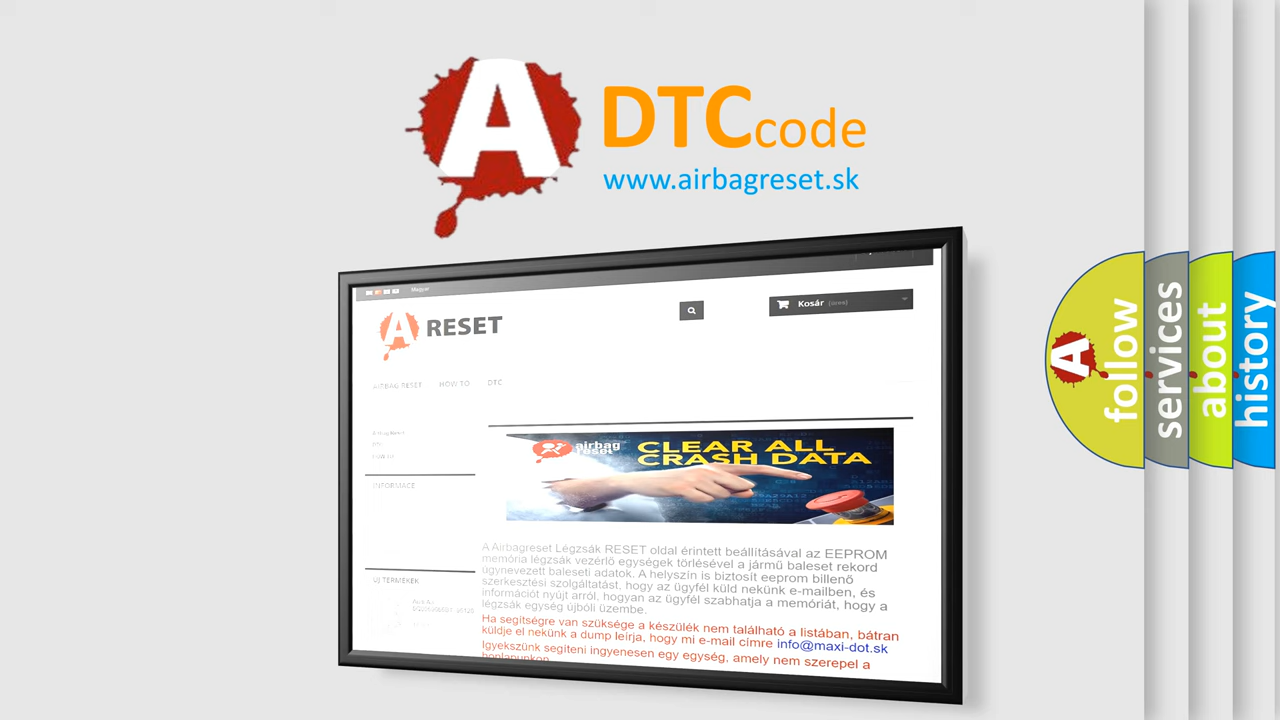 A
DTCcode
www.airbagreset.sk
Magyar
A RESET
Kosár (üres)
AIRBAG RESET HOW TO DTC
INFORMACE
airbag
reset
CLEAR ALL
CRASH DATA
A Airbagreset Légzsák RESET oldal érintett beállításával az EEPROM
memória légzsák vezérlő egységek törlésével a jármű baleset rekord
úgynevezett baleseti adatok. A helyszín is biztosít eeprom billenő
szerkesztési szolgáltatást, hogy az ügyfél küld nekünk e-mailben, és
információt nyújt arról, hogyan az ügyfél szabhatja a memóriát, hogy a
légzsák egység újbóli üzembe.
Ha segítségre van szüksége a készülék nem található a listában, bátran
küldje el nekünk a dump leírja, hogy mi e-mail címre info@maxi-dot.sk
Igyekszünk segíteni ingyenesen egy egység, amely nem szerepel a
honlapunkon
ÚJ TERMÉKEK
A
follow
services
about
history